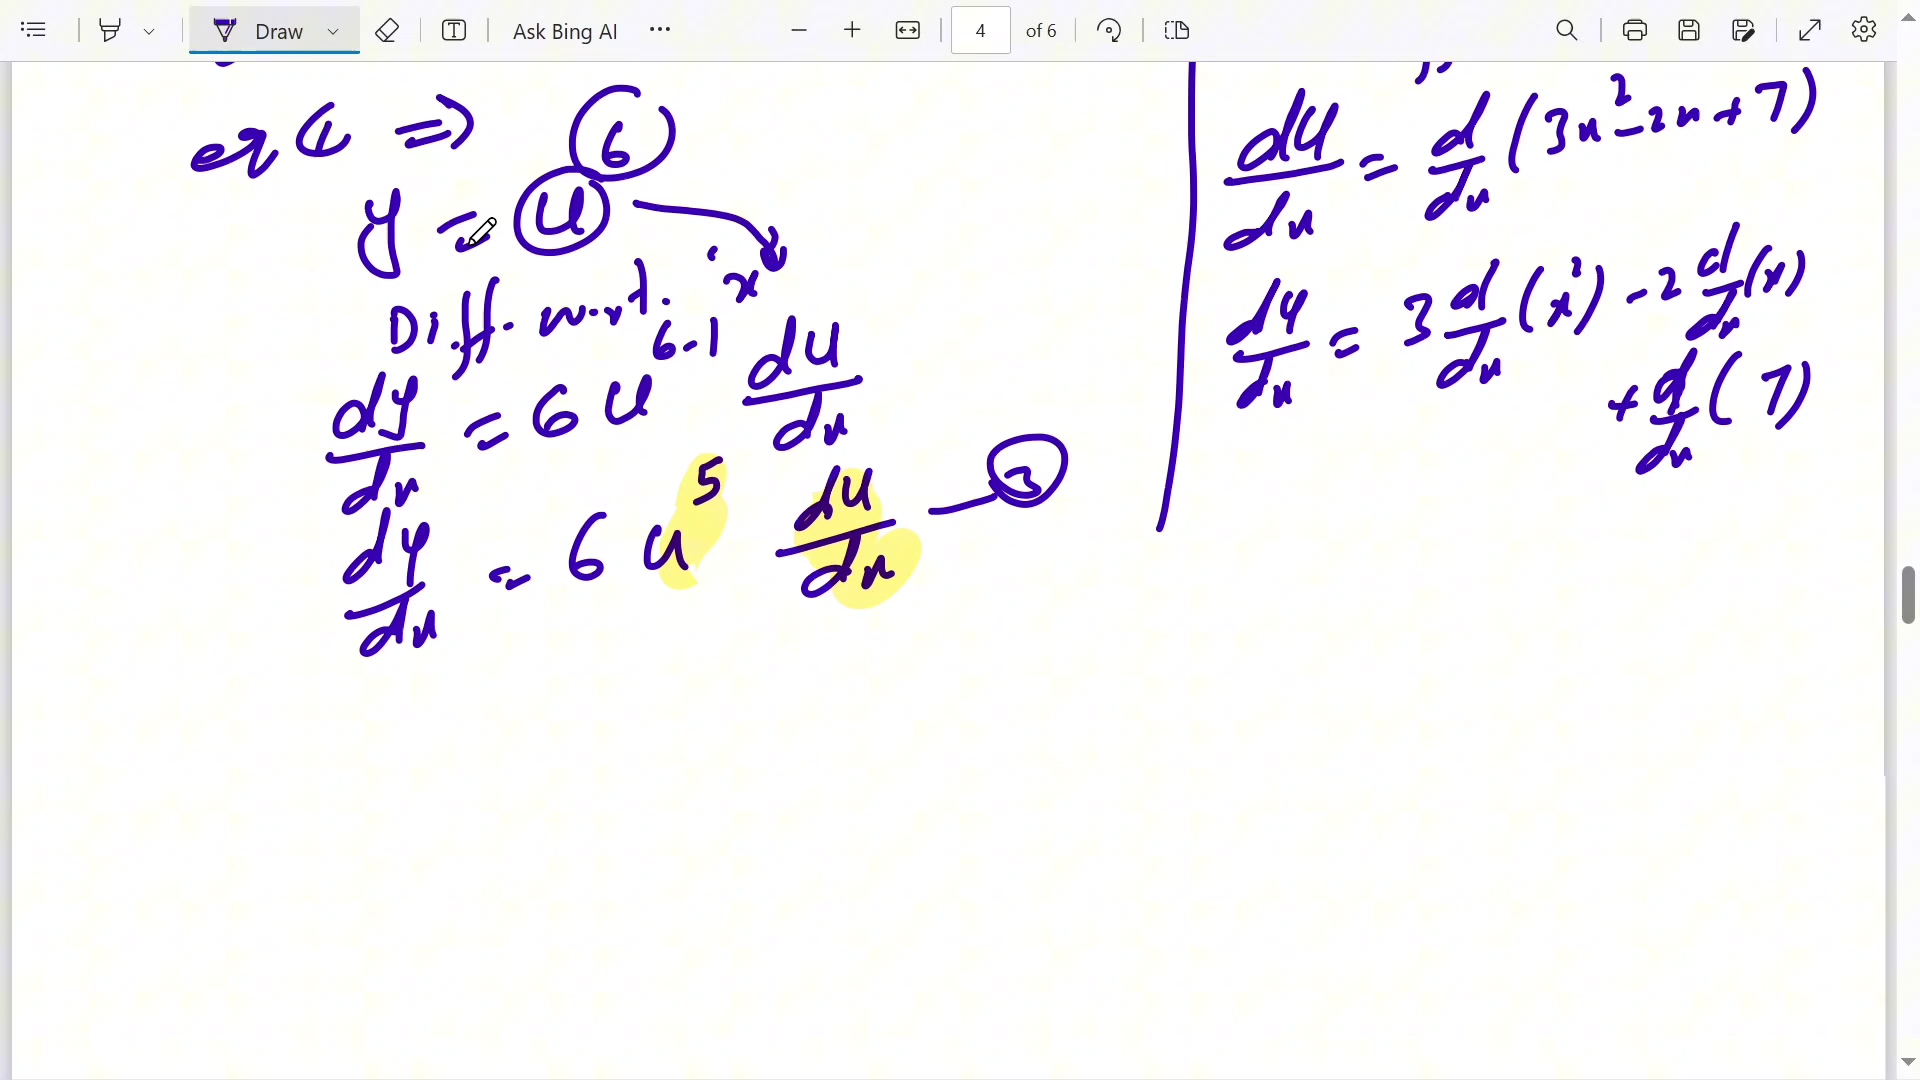 Draw
Ask Bing AI
4 of 6
eq 4 ⇒
y = u^6
Diff. w.r.t. 'x'
dy/dx = 6 u^(6-1) du/dx
dy/dx = 6 u^5 du/dx — ③
du/dx = d/dx (3x^2 - 2x + 7)
du/dx = 3 d/dx (x^2) - 2 d/dx (x)
+ d/dx (7)